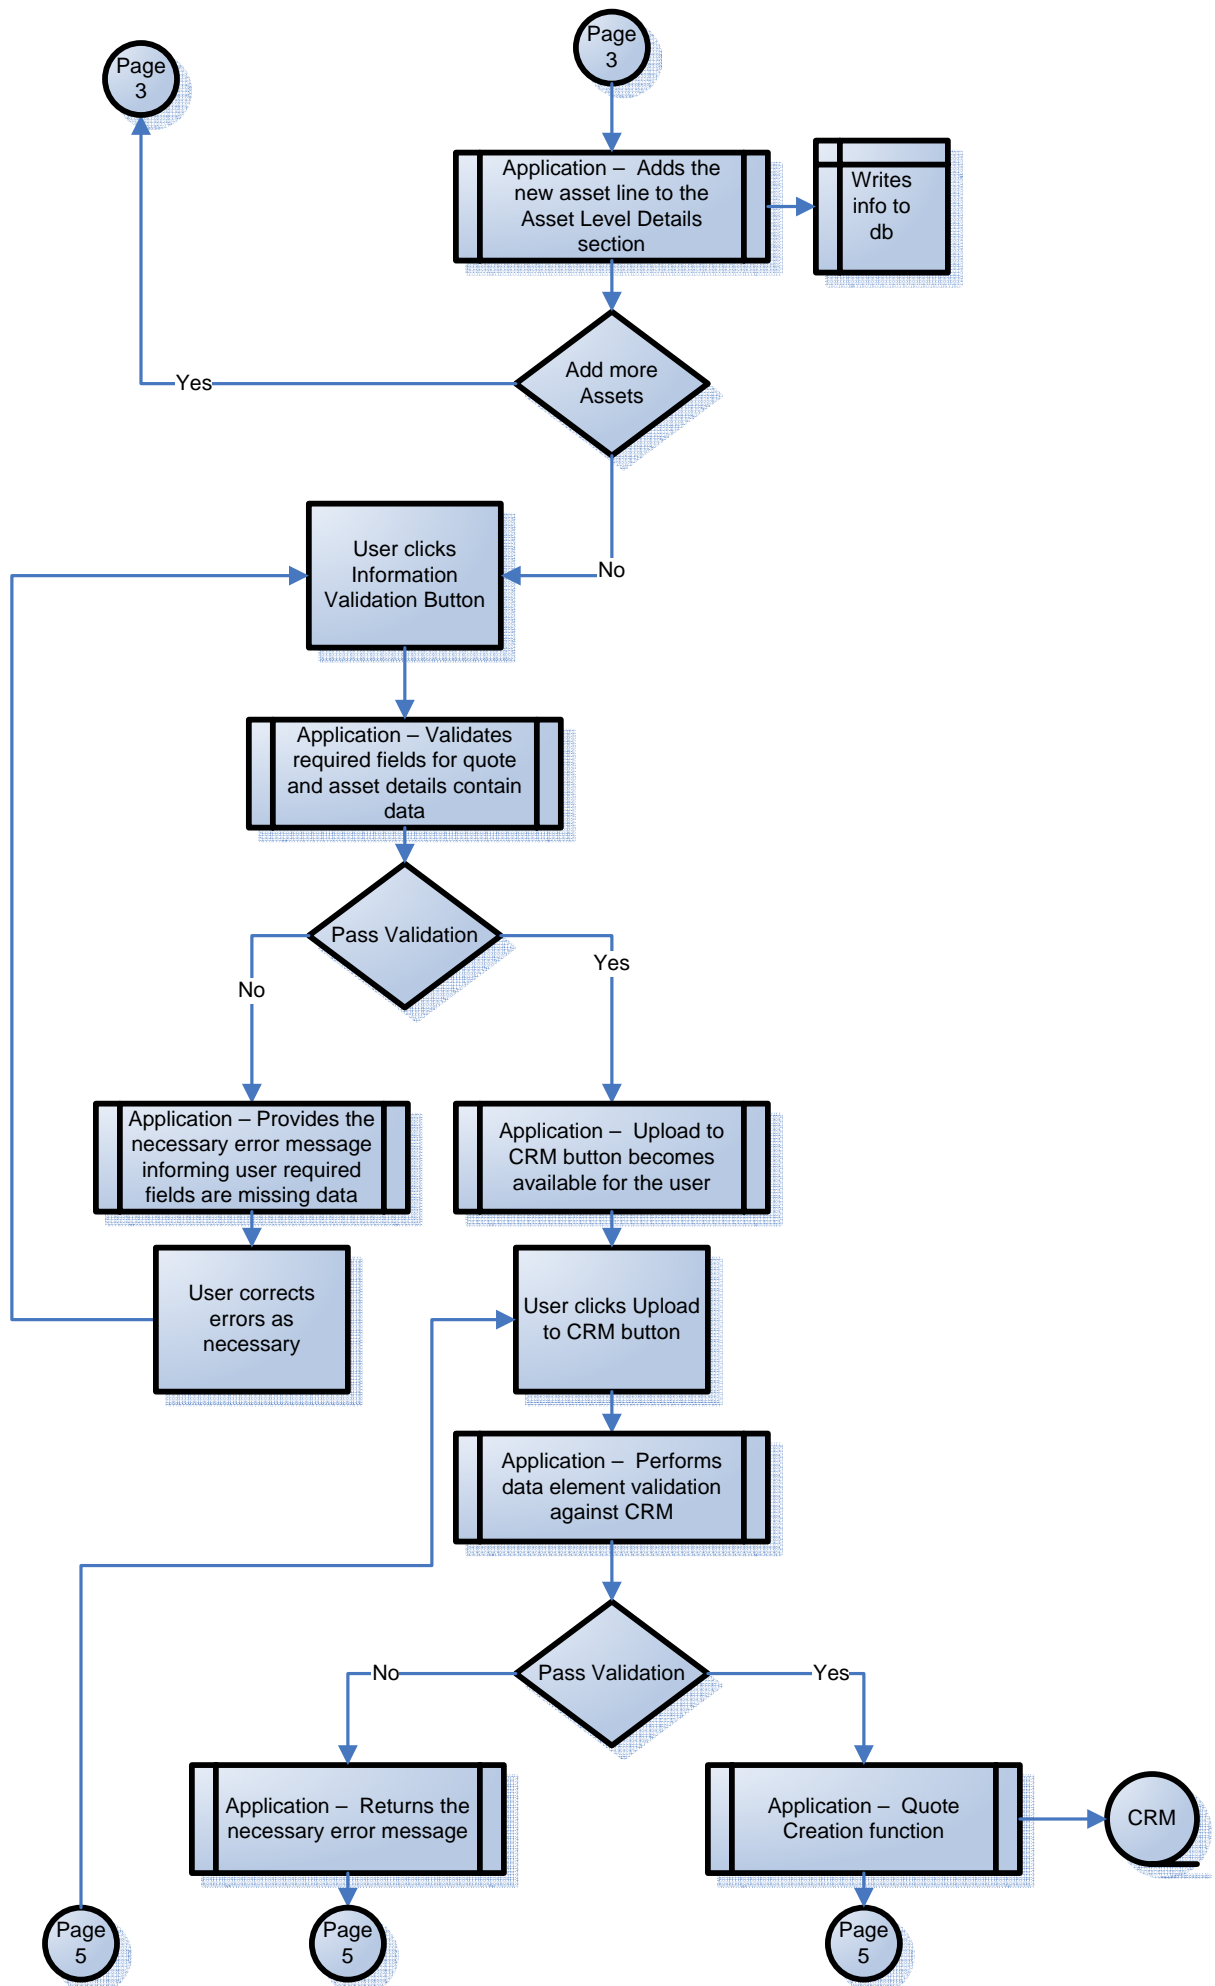 Page
3
Page
3
Application –  Adds the
new asset line to the
Asset Level Details
section
Writes
info to
db
Add more
Assets
Yes
No
User clicks
Information
Validation Button
Application – Validates
required fields for quote
and asset details contain
data
Pass Validation
No
Yes
Application – Provides the
necessary error message
informing user required
fields are missing data
Application –  Upload to
CRM button becomes
available for the user
User corrects
errors as
necessary
User clicks Upload
to CRM button
Application –  Performs
data element validation
against CRM
Pass Validation
No
Yes
Application –  Returns the
necessary error message
Application –  Quote
Creation function
CRM
Page
5
Page
5
Page
5